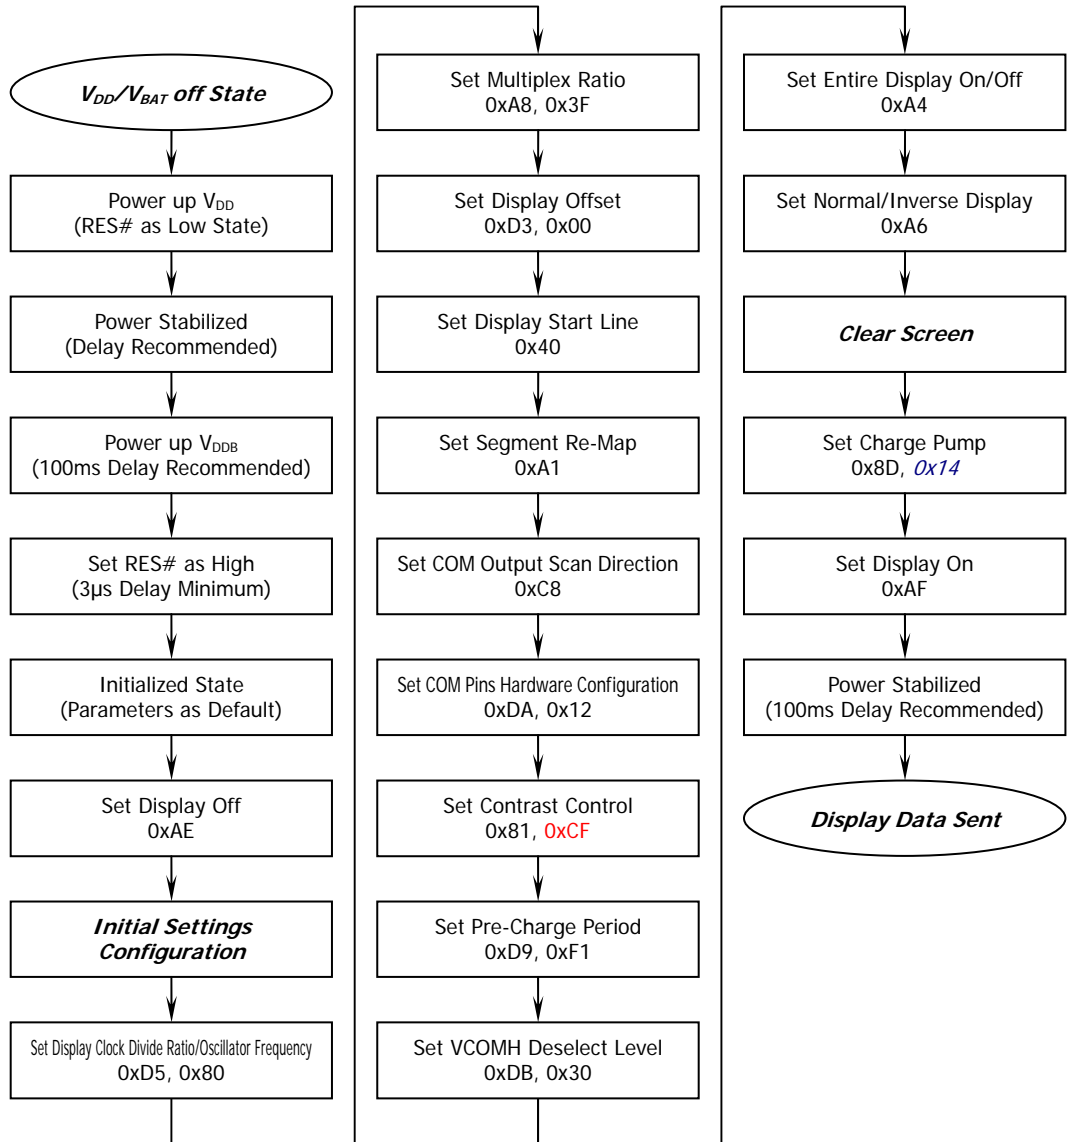 V_DD/V_BAT off State
Power up V_DD
(RES# as Low State)
Power Stabilized
(Delay Recommended)
Power up V_DDB
(100ms Delay Recommended)
Set RES# as High
(3µs Delay Minimum)
Initialized State
(Parameters as Default)
Set Display Off
0xAE
Initial Settings
Configuration
Set Display Clock Divide Ratio/Oscillator Frequency
0xD5, 0x80
Set Multiplex Ratio
0xA8, 0x3F
Set Display Offset
0xD3, 0x00
Set Display Start Line
0x40
Set Segment Re-Map
0xA1
Set COM Output Scan Direction
0xC8
Set COM Pins Hardware Configuration
0xDA, 0x12
Set Contrast Control
0x81, 0xCF
Set Pre-Charge Period
0xD9, 0xF1
Set VCOMH Deselect Level
0xDB, 0x30
Set Entire Display On/Off
0xA4
Set Normal/Inverse Display
0xA6
Clear Screen
Set Charge Pump
0x8D, 0x14
Set Display On
0xAF
Power Stabilized
(100ms Delay Recommended)
Display Data Sent